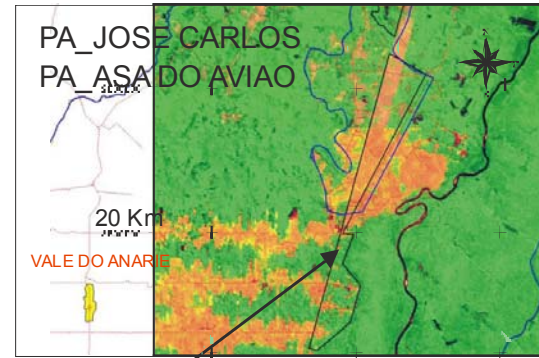 PA_JOSE CARLOS
PA_ASA DO AVIAO
20 Km
VALE DO ANARIE